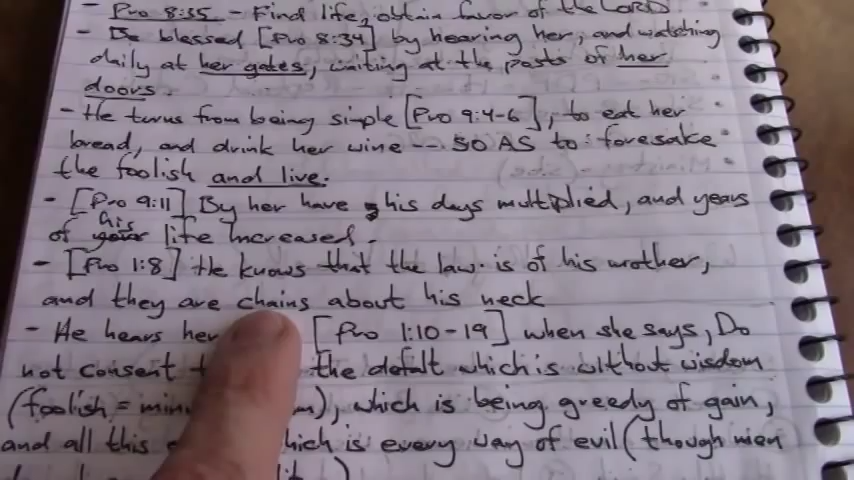 - Pro 8:35 - Find life, obtain favor of the LORD
- Be blessed [Pro 8:34] by hearing her, and watching
daily at her gates, waiting at the posts of her
doors.
- He turns from being simple [Pro 9:4-6], to eat her
bread, and drink her wine -- SO AS to: foresake
the foolish and live.
- [Pro 9:11] By her have his days multiplied, and years
of his life increased.
- [Pro 1:8] He knows that the law is of his mother,
and they are chains about his neck
- He hears her [Pro 1:10-19] when she says, Do
not consent the defalt which is without wisdom
(foolish = which is being greedy of gain,
and all this which is every way of evil (though men